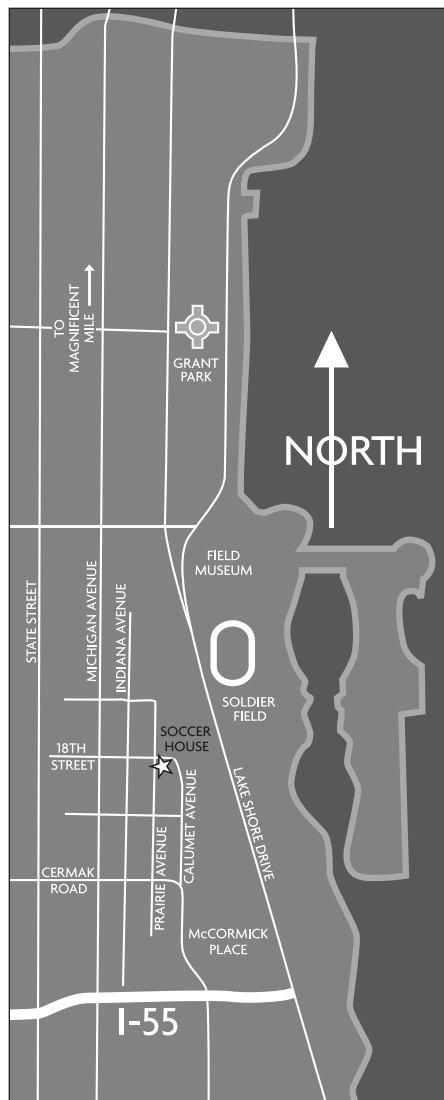 TO
MAGNIFICENT
MILE
GRANT
PARK
NORTH
STATE STREET
MICHIGAN AVENUE
INDIANA AVENUE
FIELD
MUSEUM
SOLDIER
FIELD
SOCCER
HOUSE
18TH
STREET
LAKE SHORE DRIVE
CALUMET AVENUE
PRAIRIE AVENUE
CERMAK
ROAD
McCORMICK
PLACE
I-55